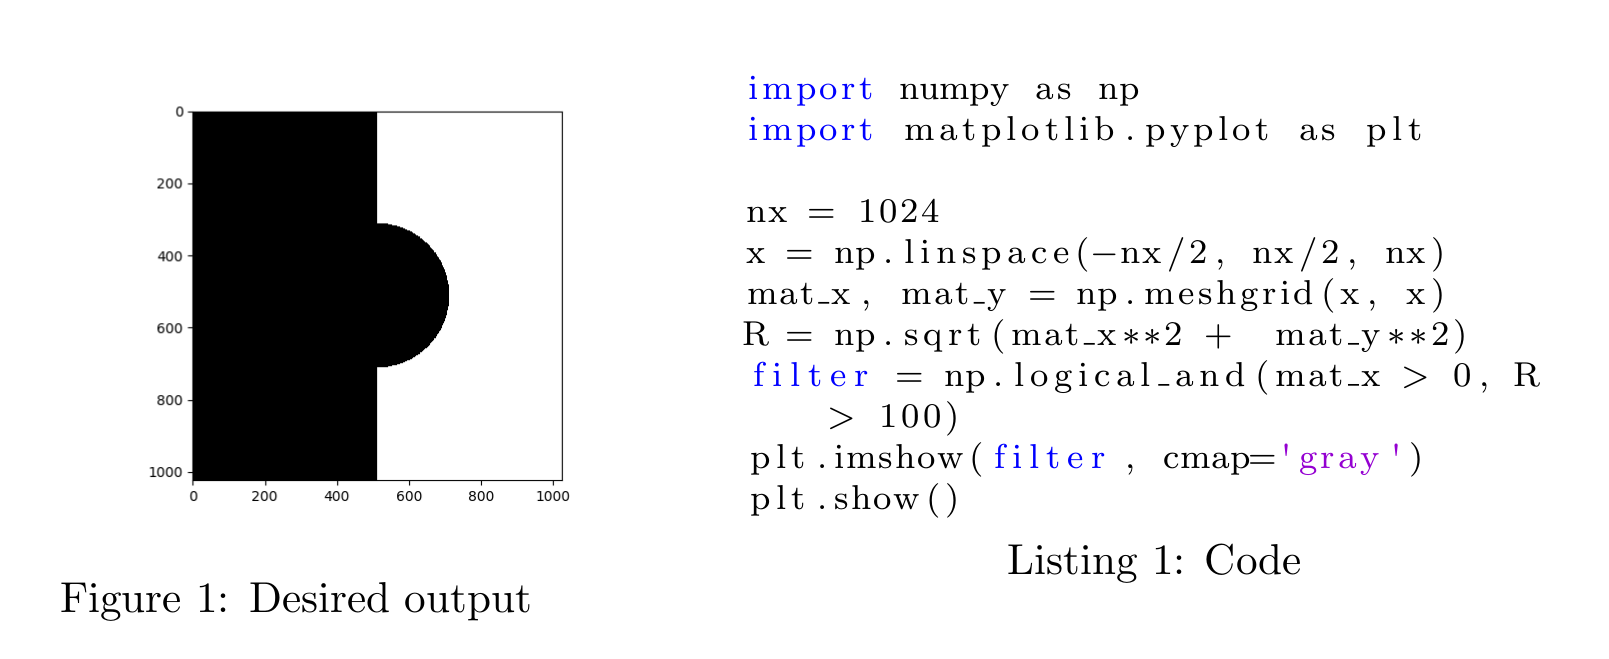 0
200
400
600
800
1000
0 200 400 600 800 1000
Figure 1: Desired output
import numpy as np
import matplotlib.pyplot as plt
nx = 1024
x = np.linspace(-nx/2, nx/2, nx)
mat_x, mat_y = np.meshgrid(x, x)
R = np.sqrt(mat_x**2 + mat_y**2)
filter = np.logical_and(mat_x > 0, R
> 100)
plt.imshow(filter, cmap='gray')
plt.show()
Listing 1: Code